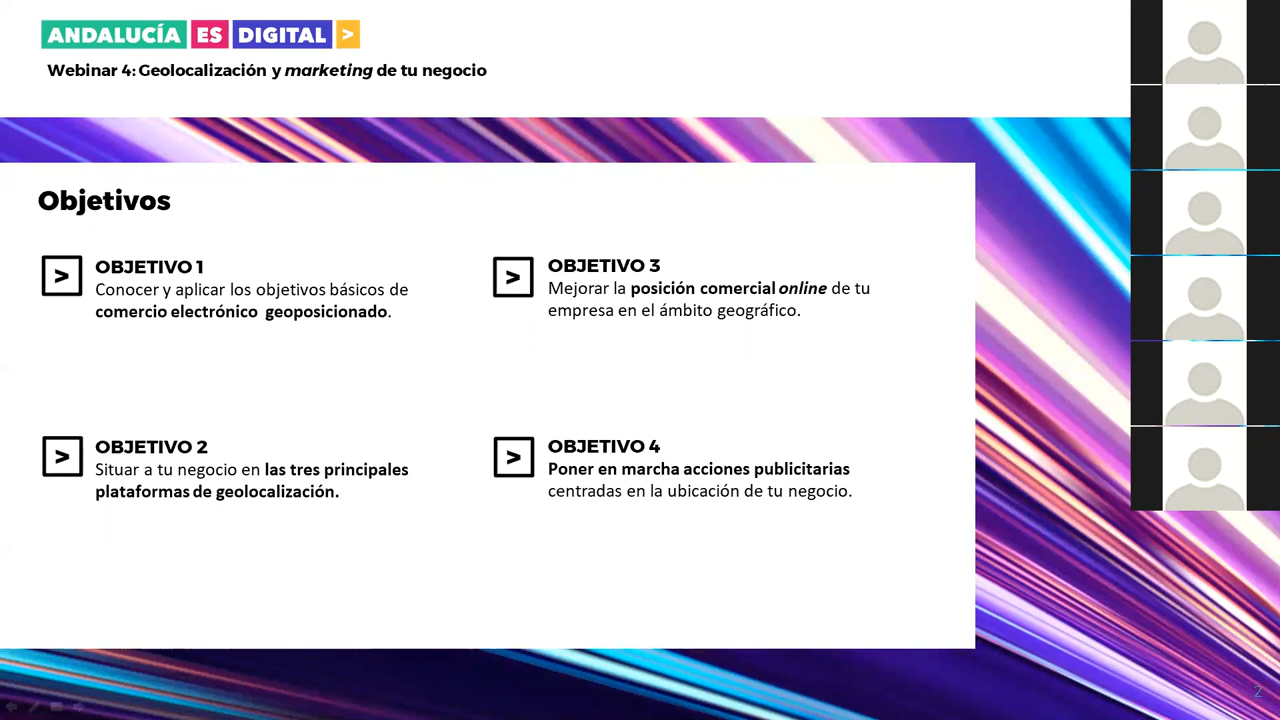 ANDALUCÍA ES DIGITAL >
Webinar 4: Geolocalización y marketing de tu negocio
Objetivos
> OBJETIVO 1
Conocer y aplicar los objetivos básicos de
comercio electrónico geoposicionado.
> OBJETIVO 2
Situar a tu negocio en las tres principales
plataformas de geolocalización.
> OBJETIVO 3
Mejorar la posición comercial online de tu
empresa en el ámbito geográfico.
> OBJETIVO 4
Poner en marcha acciones publicitarias
centradas en la ubicación de tu negocio.
2